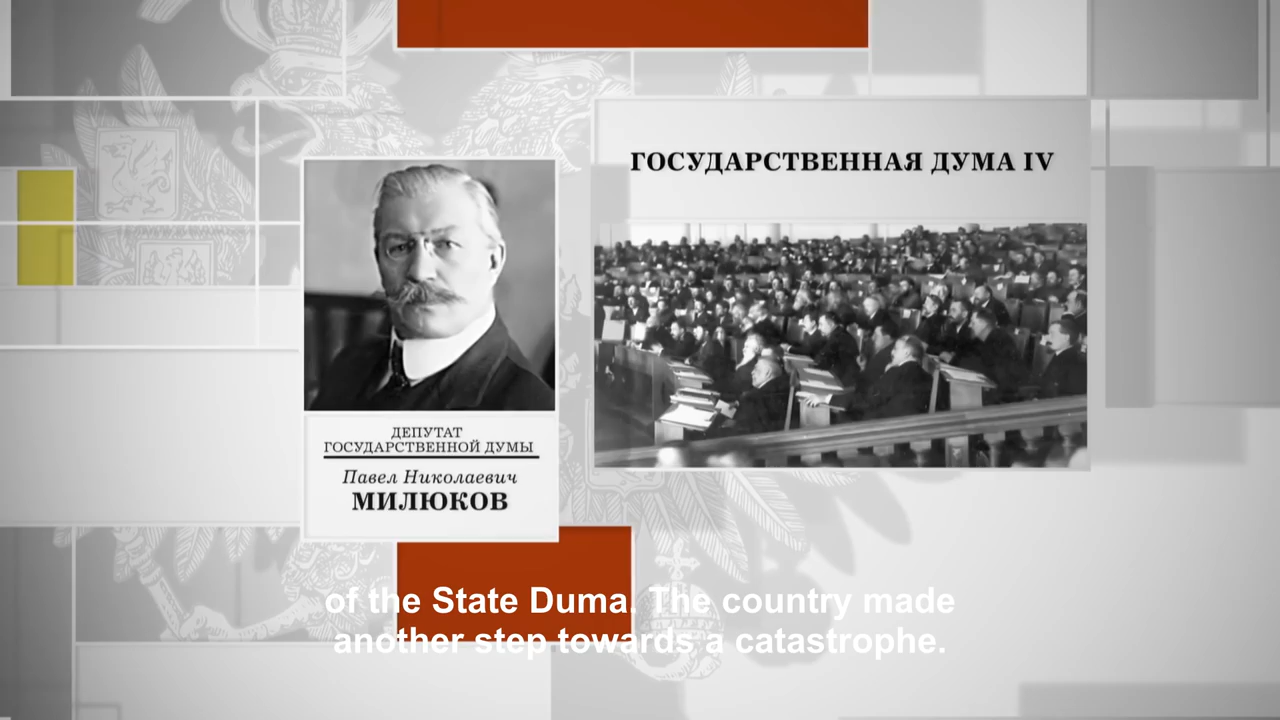 ГОСУДАРСТВЕННАЯ ДУМА IV
ДЕПУТАТ
ГОСУДАРСТВЕННОЙ ДУМЫ
Павел Николаевич
МИЛЮКОВ
of the State Duma. The country made
another step towards a catastrophe.